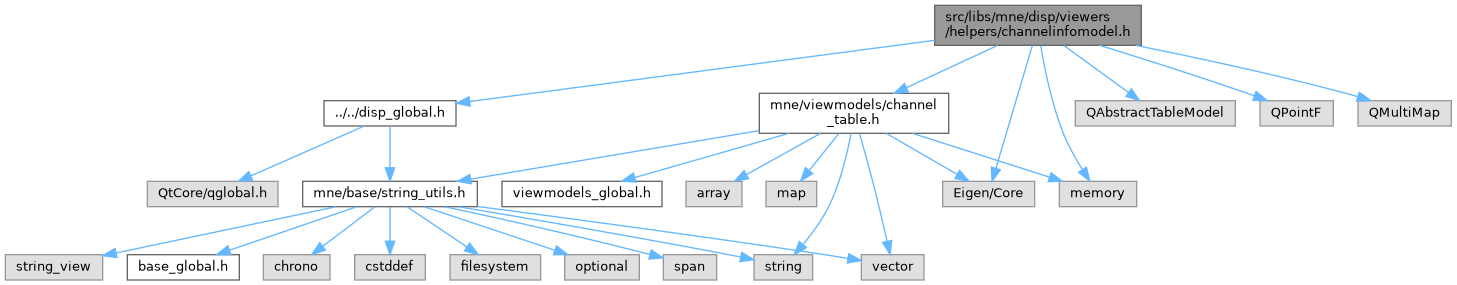 src/libs/mne/disp/viewers
/helpers/channelinfomodel.h
../../disp_global.h
mne/viewmodels/channel
_table.h
QAbstractTableModel
QPointF
QMultiMap
QtCore/qglobal.h
mne/base/string_utils.h
viewmodels_global.h
array
map
Eigen/Core
memory
string_view
base_global.h
chrono
cstddef
filesystem
optional
span
string
vector